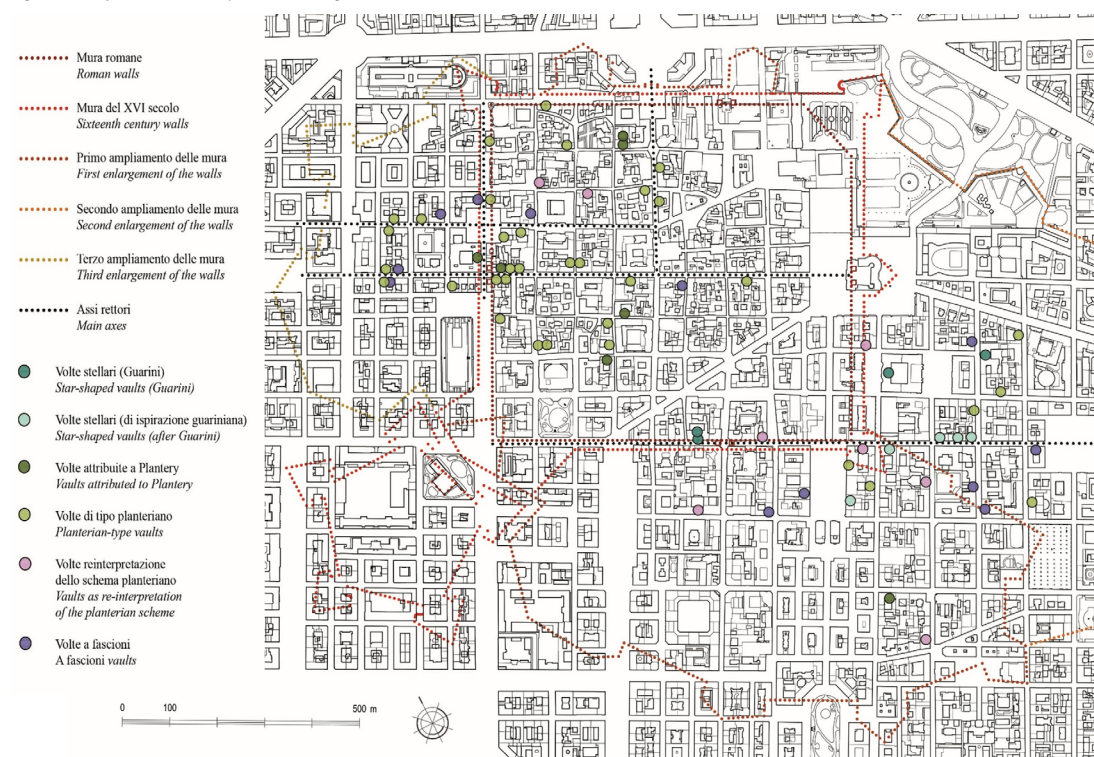 Mura romane
Roman walls
Mura del XVI secolo
Sixteenth century walls
Primo ampliamento delle mura
First enlargement of the walls
Secondo ampliamento delle mura
Second enlargement of the walls
Terzo ampliamento delle mura
Third enlargement of the walls
Assi rettori
Main axes
Volte stellari (Guarini)
Star-shaped vaults (Guarini)
Volte stellari (di ispirazione guariniana)
Star-shaped vaults (after Guarini)
Volte attribuite a Plantery
Vaults attributed to Plantery
Volte di tipo planteriano
Planterian-type vaults
Volte reinterpretazione
dello schema planteriano
Vaults as re-interpretation
of the planterian scheme
Volte a fascioni
A fascioni vaults
0 100 500 m